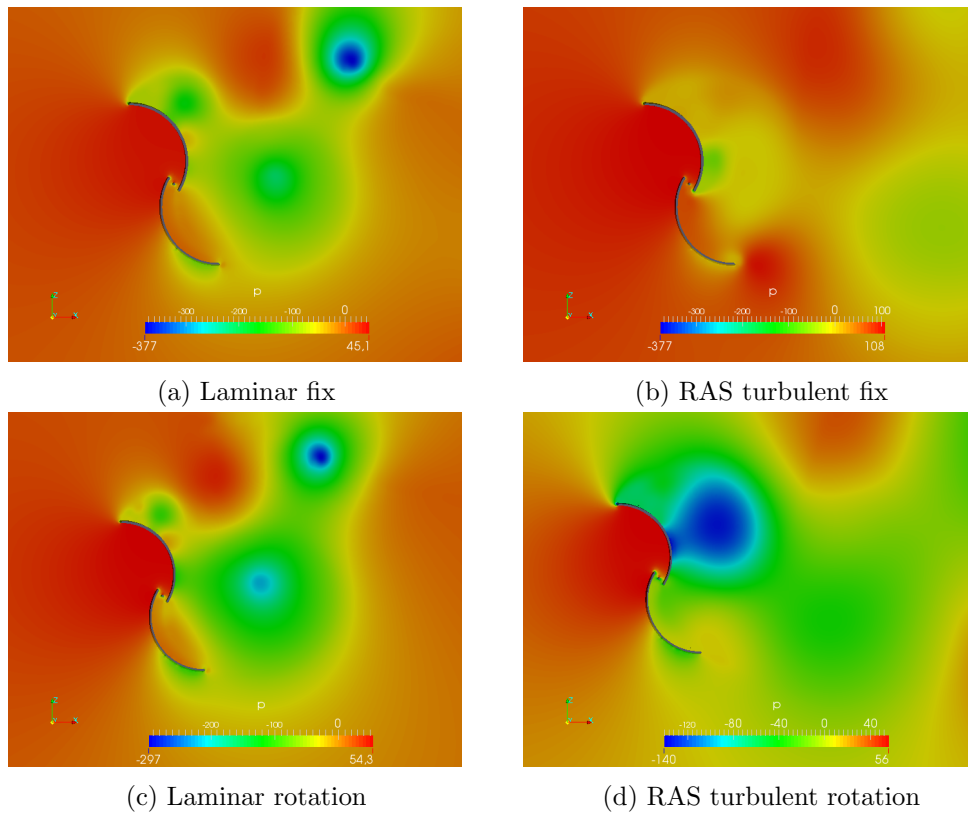 p
-300 -200 -100 0
-377 45,1
Z
Y X
(a) Laminar fix
p
-300 -200 -100 0 100
-377 108
Z
Y X
(b) RAS turbulent fix
p
-200 -100 0
-297 54,3
Z
Y X
(c) Laminar rotation
p
-120 -80 -40 0 40
-140 56
Z
Y X
(d) RAS turbulent rotation